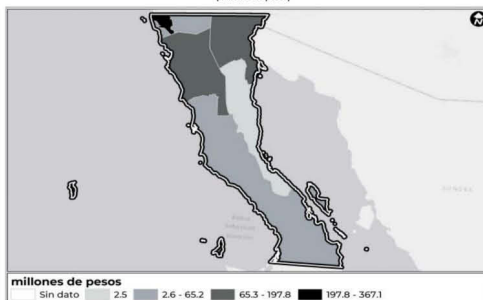 SONORA
millones de pesos
Sin dato 2.5 2.6 - 65.2 65.3 - 197.8 197.8 - 367.1